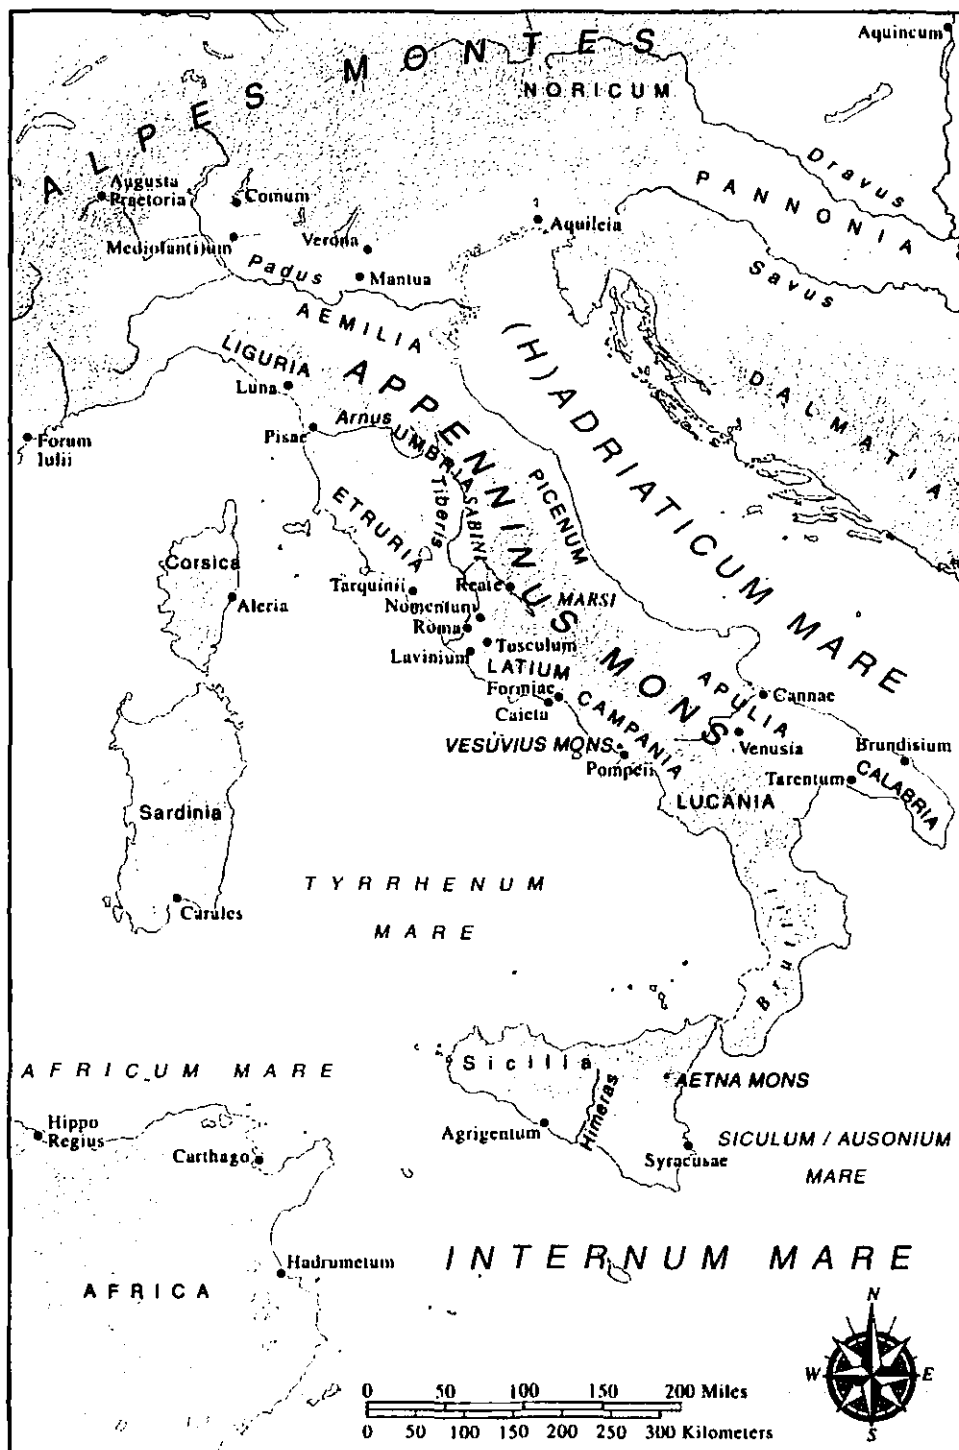 ALPES MONTES
Aquincum
NORICUM
Dravus
PANNONIA
Savus
Augusta
Praetoria
Comum
Aquileia
Mediolanum
Verona
Padus
Mantua
AEMILIA
(H)ADRIATICUM MARE
DALMATIA
LIGURIA
Luna
APPENNINUS MONS
Arnus
Pisae
Forum
Iulii
UMBRIA
Tiberis
SABINI
PICENUM
ETRURIA
Corsica
Aleria
Tarquinii
Reate
Nomentum
MARSI
Roma
Tusculum
Lavinium
LATIUM
Formiae
Caieta
CAMPANIA
APULIA
Cannae
VESUVIUS MONS
Venusia
Pompeii
Brundisium
Tarentum
CALABRIA
LUCANIA
Sardinia
Carales
TYRRHENUM
MARE
Bruttii
AFRICUM MARE
Sicilia
AETNA MONS
Himeras
Hippo
Regius
Agrigentum
Carthago
Syracusae
SICULUM / AUSONIUM
MARE
INTERNUM MARE
Hadrumetum
AFRICA
N
W E
S
0 50 100 150 200 Miles
0 50 100 150 200 250 300 Kilometers